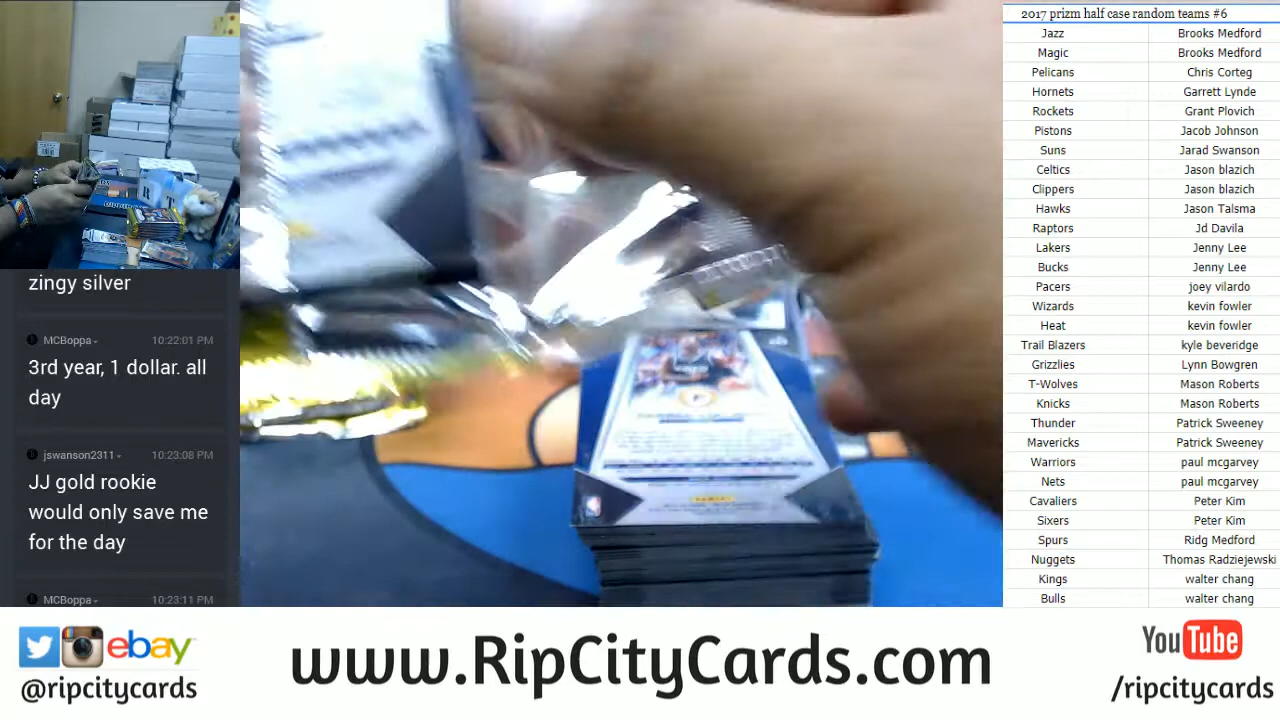 zingy silver
MCBoppa
10:22:01 PM
3rd year, 1 dollar. all
day
jswanson2311
10:23:08 PM
JJ gold rookie
would only save me
for the day
MCBoppa
10:23:11 PM
2017 prizm half case random teams #6
Jazz Brooks Medford
Magic Brooks Medford
Pelicans Chris Corteg
Hornets Garrett Lynde
Rockets Grant Plovich
Pistons Jacob Johnson
Suns Jarad Swanson
Celtics Jason blazich
Clippers Jason blazich
Hawks Jason Talsma
Raptors Jd Davila
Lakers Jenny Lee
Bucks Jenny Lee
Pacers joey vilardo
Wizards kevin fowler
Heat kevin fowler
Trail Blazers kyle beveridge
Grizzlies Lynn Bowgren
T-Wolves Mason Roberts
Knicks Mason Roberts
Thunder Patrick Sweeney
Mavericks Patrick Sweeney
Warriors paul mcgarvey
Nets paul mcgarvey
Cavaliers Peter Kim
Sixers Peter Kim
Spurs Ridg Medford
Nuggets Thomas Radziejewski
Kings walter chang
Bulls walter chang
ebay
@ripcitycards
www.RipCityCards.com
YouTube
/ripcitycards